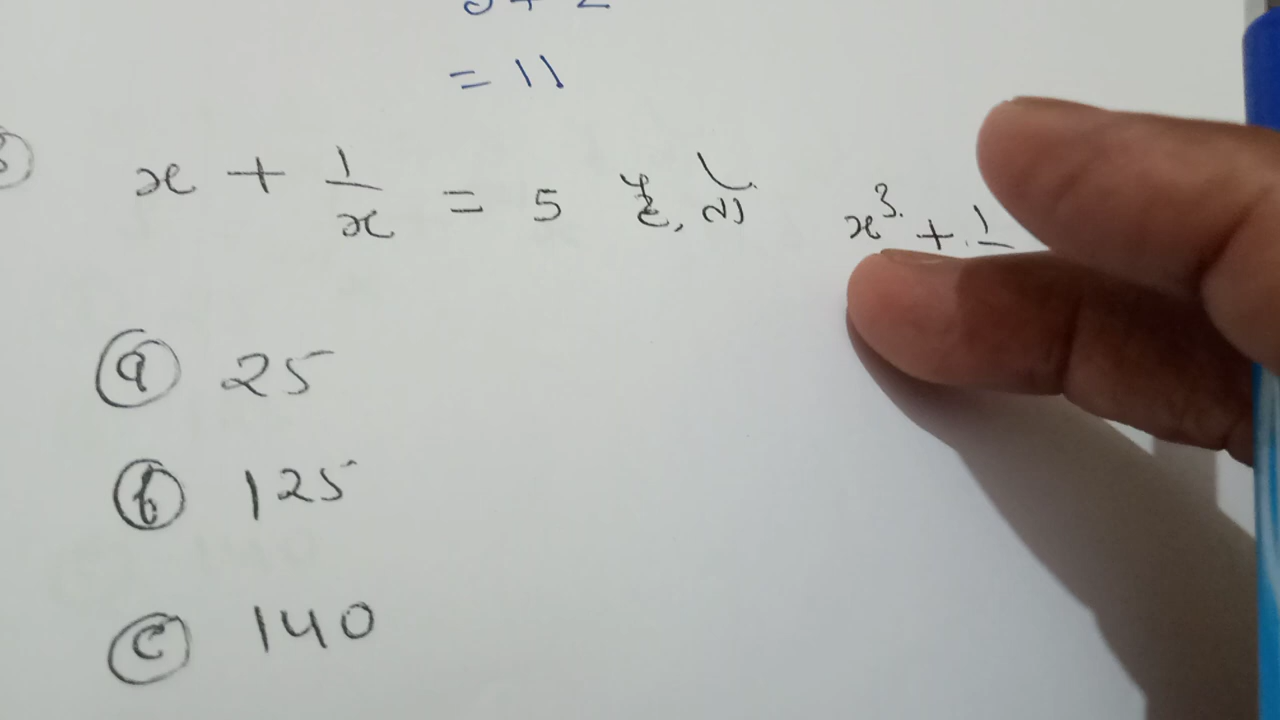 = 11
x + 1/x = 5 है, तो x³ + 1
(a) 25
(b) 125
(c) 140